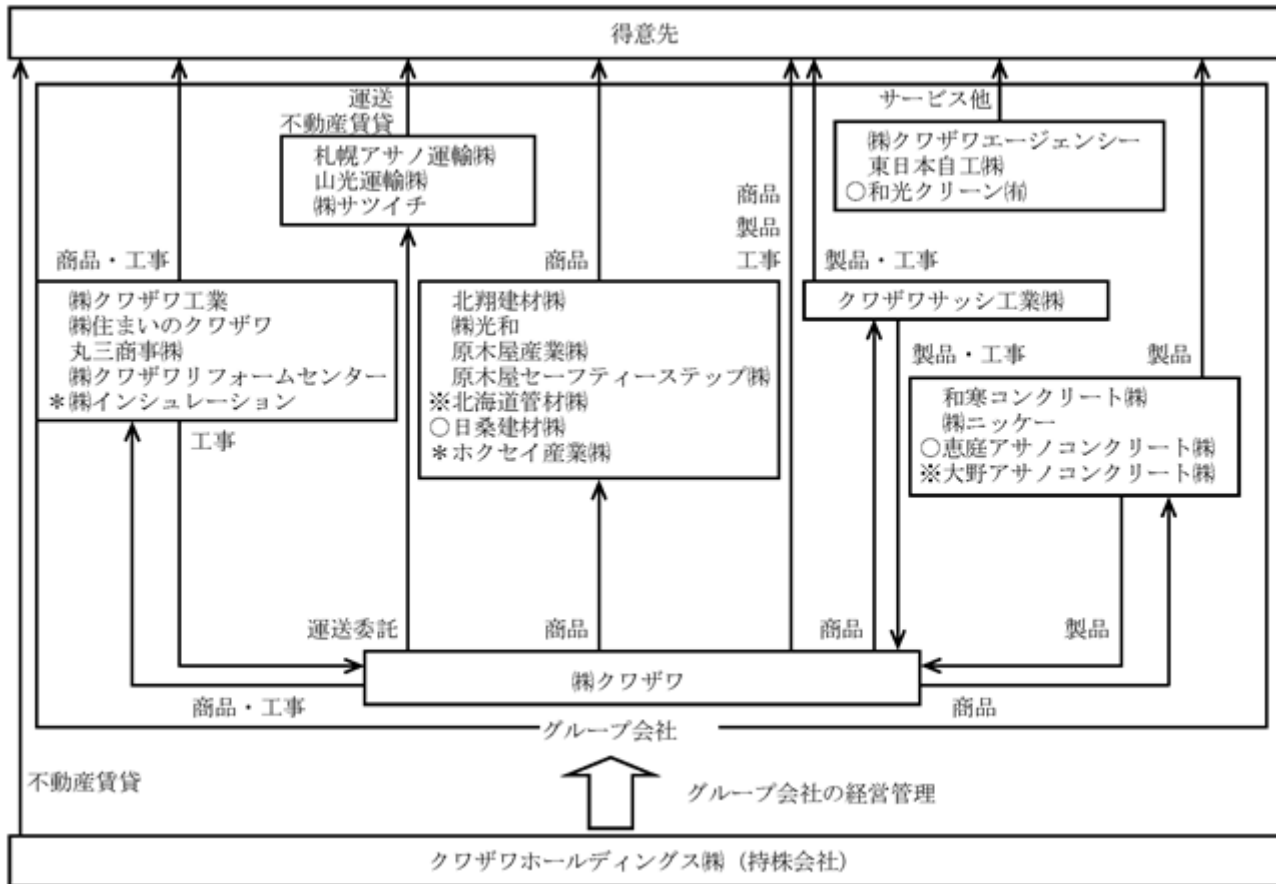 得意先
運送
不動産賃貸
サービス他
札幌アサノ運輸㈱
山光運輸㈱
㈱サツイチ
㈱クワザワエージェンシー
東日本自工㈱
○和光クリーン㈲
商品
製品
工事
商品・工事
商品
製品・工事
㈱クワザワ工業
㈱住まいのクワザワ
丸三商事㈱
㈱クワザワリフォームセンター
＊㈱インシュレーション
北翔建材㈱
㈱光和
原木屋産業㈱
原木屋セーフティーステップ㈱
※北海道管材㈱
○日桑建材㈱
＊ホクセイ産業㈱
クワザワサッシ工業㈱
製品・工事
製品
和寒コンクリート㈱
㈱ニッケー
○恵庭アサノコンクリート㈱
※大野アサノコンクリート㈱
工事
運送委託
商品
商品
製品
㈱クワザワ
商品・工事
商品
グループ会社
不動産賃貸
グループ会社の経営管理
クワザワホールディングス㈱（持株会社）